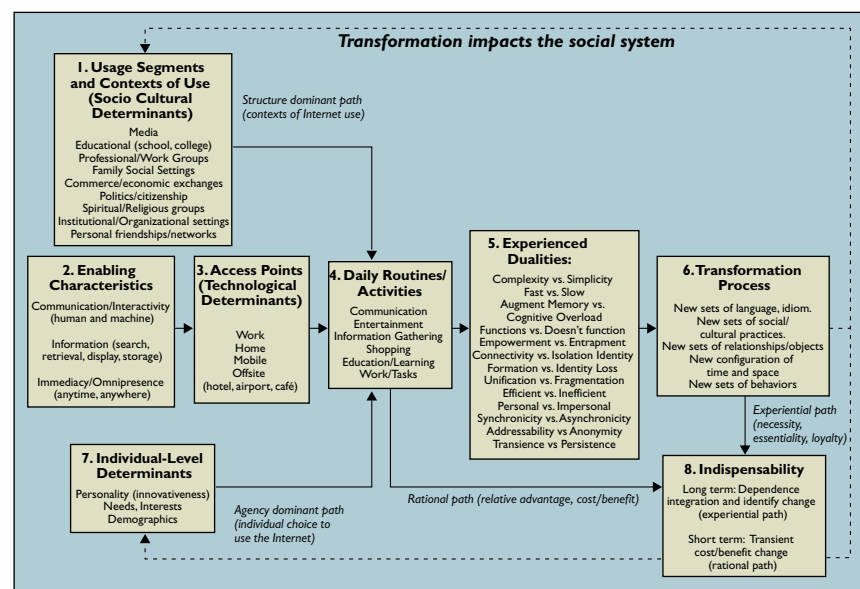 Transformation impacts the social system
1. Usage Segments
and Contexts of Use
(Socio Cultural
Determinants)
Media
Educational (school, college)
Professional/Work Groups
Family Social Settings
Commerce/economic exchanges
Politics/citizenship
Spiritual/Religious groups
Institutional/Organizational settings
Personal friendships/networks
Structure dominant path
(contexts of Internet use)
2. Enabling
Characteristics
Communication/Interactivity
(human and machine)
Information (search,
retrieval, display, storage)
Immediacy/Omnipresence
(anytime, anywhere)
3. Access Points
(Technological
Determinants)
Work
Home
Mobile
Offsite
(hotel, airport, café)
4. Daily Routines/
Activities
Communication
Entertainment
Information Gathering
Shopping
Education/Learning
Work/Tasks
5. Experienced
Dualities:
Complexity vs. Simplicity
Fast vs. Slow
Augment Memory vs.
Cognitive Overload
Functions vs. Doesn't function
Empowerment vs. Entrapment
Connectivity vs. Isolation Identity
Formation vs. Identity Loss
Unification vs. Fragmentation
Efficient vs. Inefficient
Personal vs. Impersonal
Synchronicity vs. Asynchronicity
Addressability vs. Anonymity
Transience vs Persistence
6. Transformation
Process
New sets of language, idiom.
New sets of social/
cultural practices.
New sets of relationships/objects
New configuration of
time and space
New sets of behaviors
Experiential path
(necessity,
essentiality, loyalty)
7. Individual-Level
Determinants
Personality (innovativeness)
Needs, Interests
Demographics
Agency dominant path
(individual choice to
use the Internet)
Rational path (relative advantage, cost/benefit)
8. Indispensability
Long term: Dependence
integration and identify change
(experiential path)
Short term: Transient
cost/benefit change
(rational path)